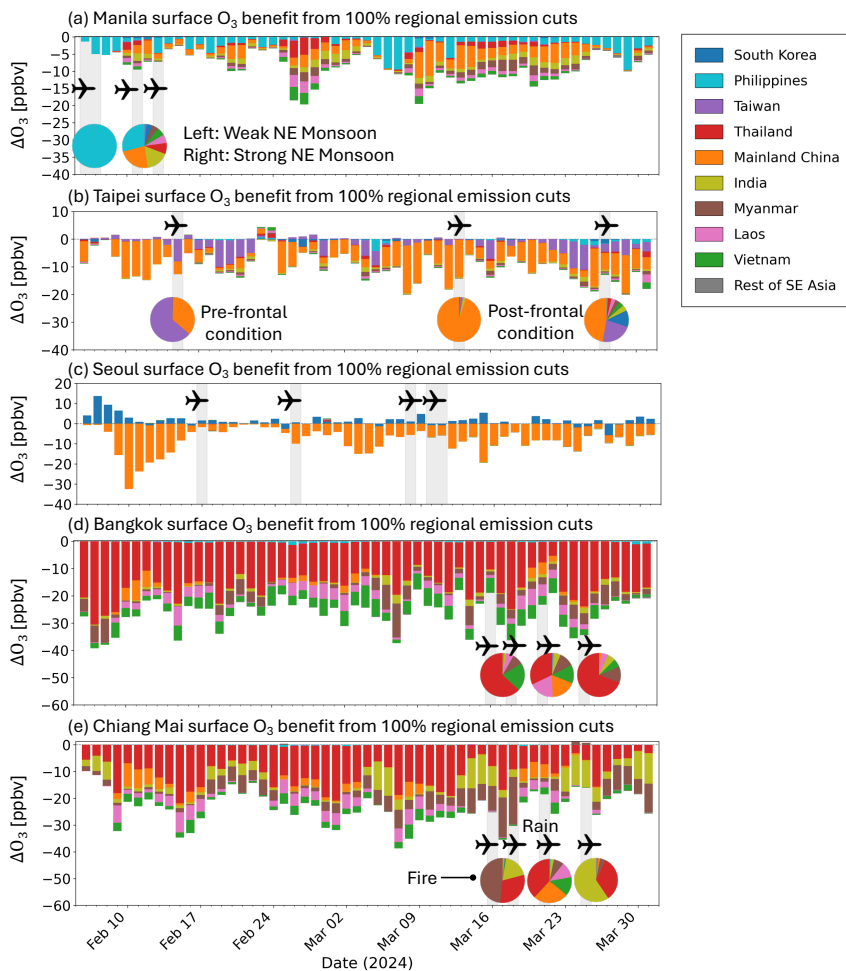 (a) Manila surface O₃ benefit from 100% regional emission cuts
ΔO₃ [ppbv]
0
−5
−10
−15
−20
−25
−30
−35
−40
Left: Weak NE Monsoon
Right: Strong NE Monsoon
(b) Taipei surface O₃ benefit from 100% regional emission cuts
ΔO₃ [ppbv]
10
0
−10
−20
−30
−40
Pre-frontal
condition
Post-frontal
condition
(c) Seoul surface O₃ benefit from 100% regional emission cuts
ΔO₃ [ppbv]
20
10
0
−10
−20
−30
−40
(d) Bangkok surface O₃ benefit from 100% regional emission cuts
ΔO₃ [ppbv]
0
−10
−20
−30
−40
−50
−60
(e) Chiang Mai surface O₃ benefit from 100% regional emission cuts
ΔO₃ [ppbv]
0
−10
−20
−30
−40
−50
−60
Rain
Fire
Feb 10
Feb 17
Feb 24
Mar 02
Mar 09
Mar 16
Mar 23
Mar 30
Date (2024)
South Korea
Philippines
Taiwan
Thailand
Mainland China
India
Myanmar
Laos
Vietnam
Rest of SE Asia